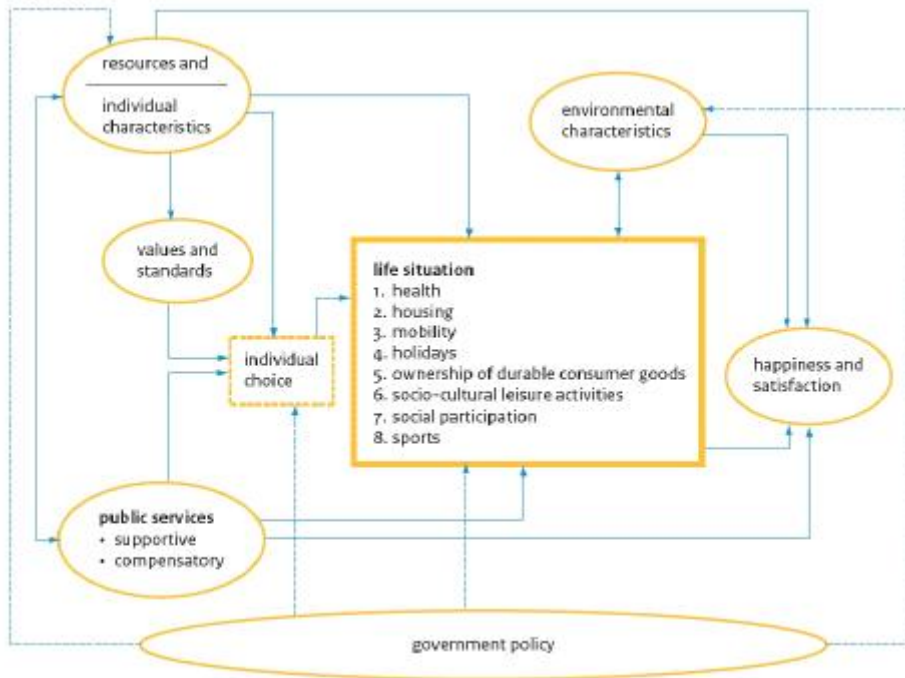 resources and
individual
characteristics
environmental
characteristics
values and
standards
life situation
1. health
2. housing
3. mobility
4. holidays
5. ownership of durable consumer goods
6. socio-cultural leisure activities
7. social participation
8. sports
individual
choice
happiness and
satisfaction
public services
• supportive
• compensatory
government policy